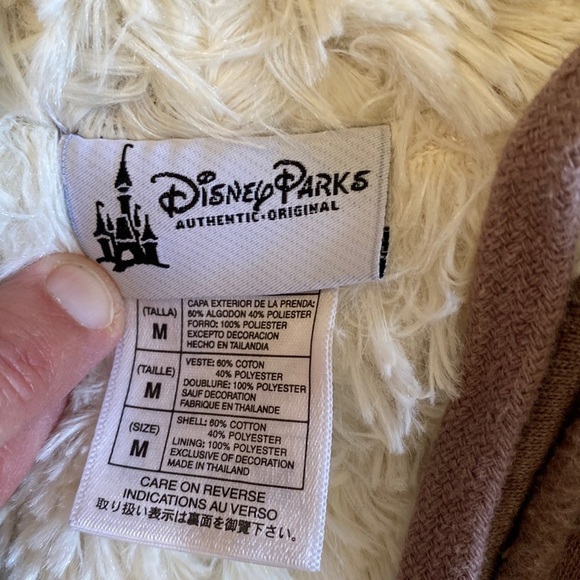 DISNEY PARKS
AUTHENTIC·ORIGINAL
(TALLA)
M
CAPA EXTERIOR DE LA PRENDA:
60% ALGODON 40% POLIESTER
FORRO: 100% POLIESTER
EXCEPTO DECORACION
HECHO EN TAILANDIA
(TAILLE)
M
VESTE: 60% COTON
40% POLYESTER
DOUBLURE: 100% POLYESTER
SAUF DECORATION
FABRIQUE EN THAILANDE
(SIZE)
M
SHELL: 60% COTTON
40% POLYESTER
LINING: 100% POLYESTER
EXCLUSIVE OF DECORATION
MADE IN THAILAND
CARE ON REVERSE
INDICATIONS AU VERSO
取り扱い表示は裏面を御覧下さい。